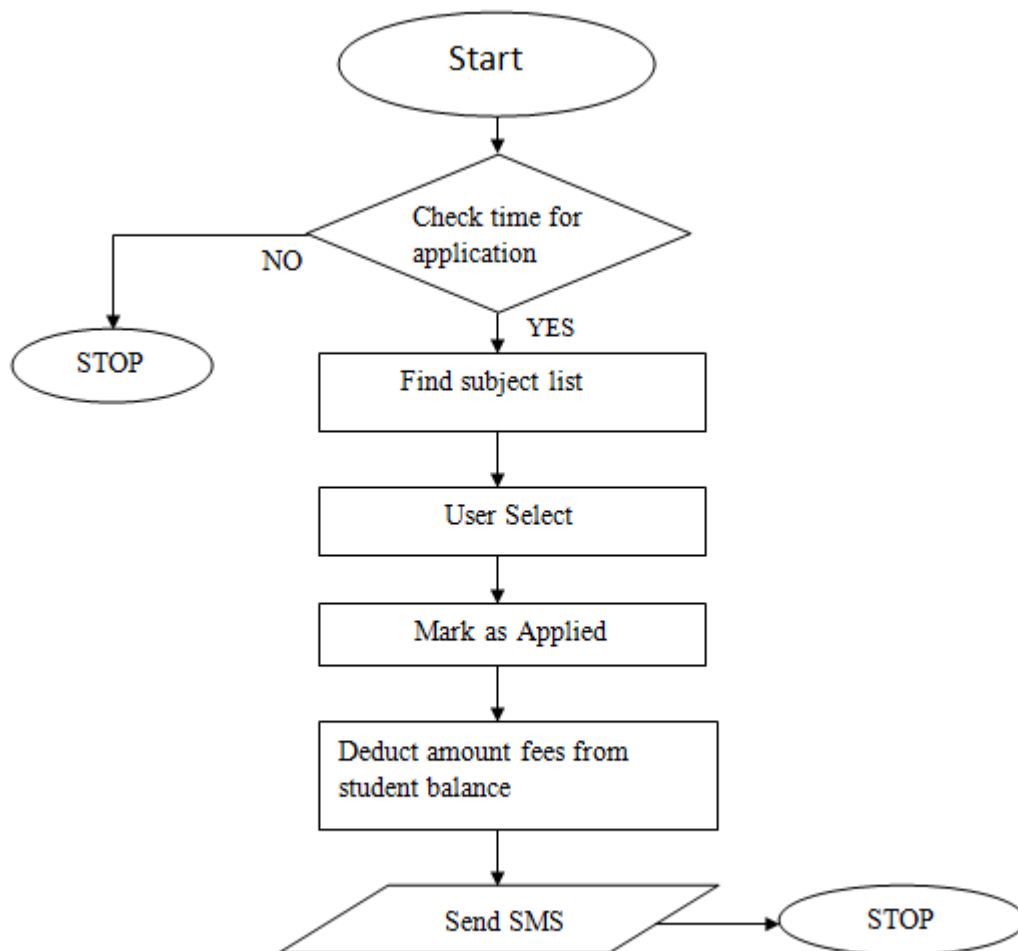 Start
Check time for
application
NO
YES
STOP
Find subject list
User Select
Mark as Applied
Deduct amount fees from
student balance
Send SMS
STOP